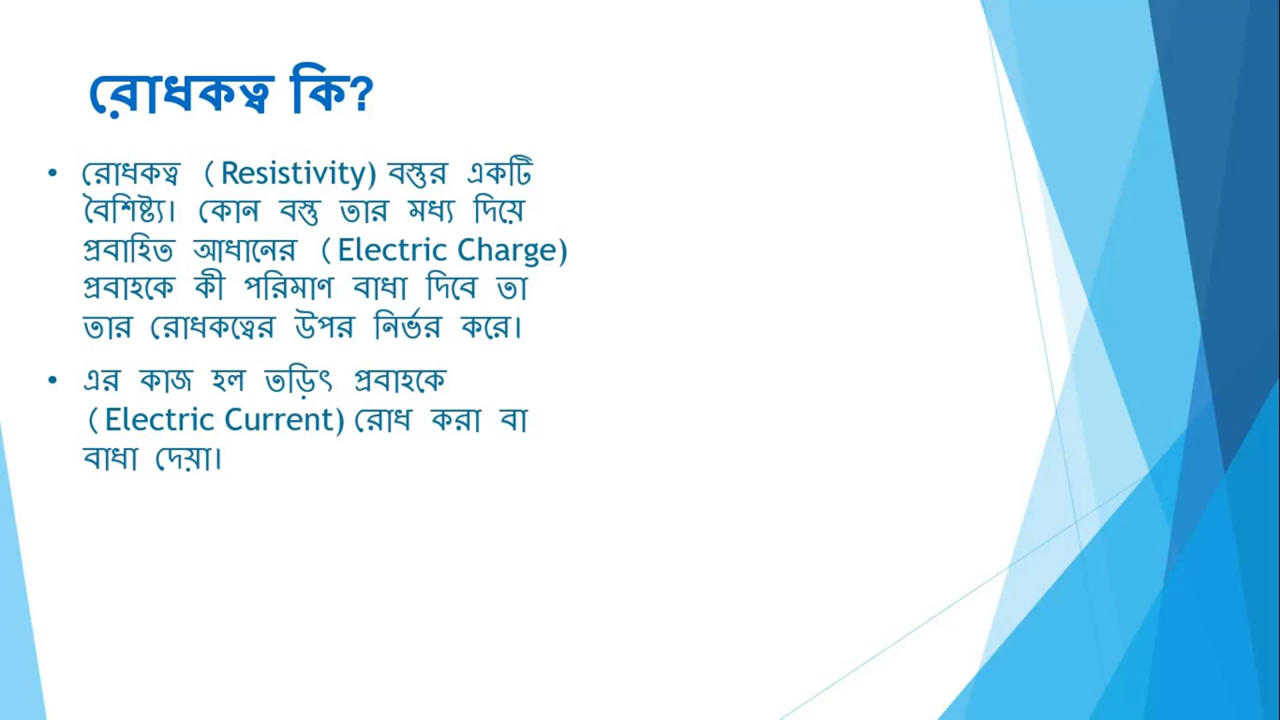 রোধকত্ব কি?
• রোধকত্ব (Resistivity) বস্তুর একটি
বৈশিষ্ট্য। কোন বস্তু তার মধ্য দিয়ে
প্রবাহিত আধানের (Electric Charge)
প্রবাহকে কী পরিমাণ বাধা দিবে তা
তার রোধকত্বের উপর নির্ভর করে।
• এর কাজ হল তড়িৎ প্রবাহকে
(Electric Current) রোধ করা বা
বাধা দেয়া।